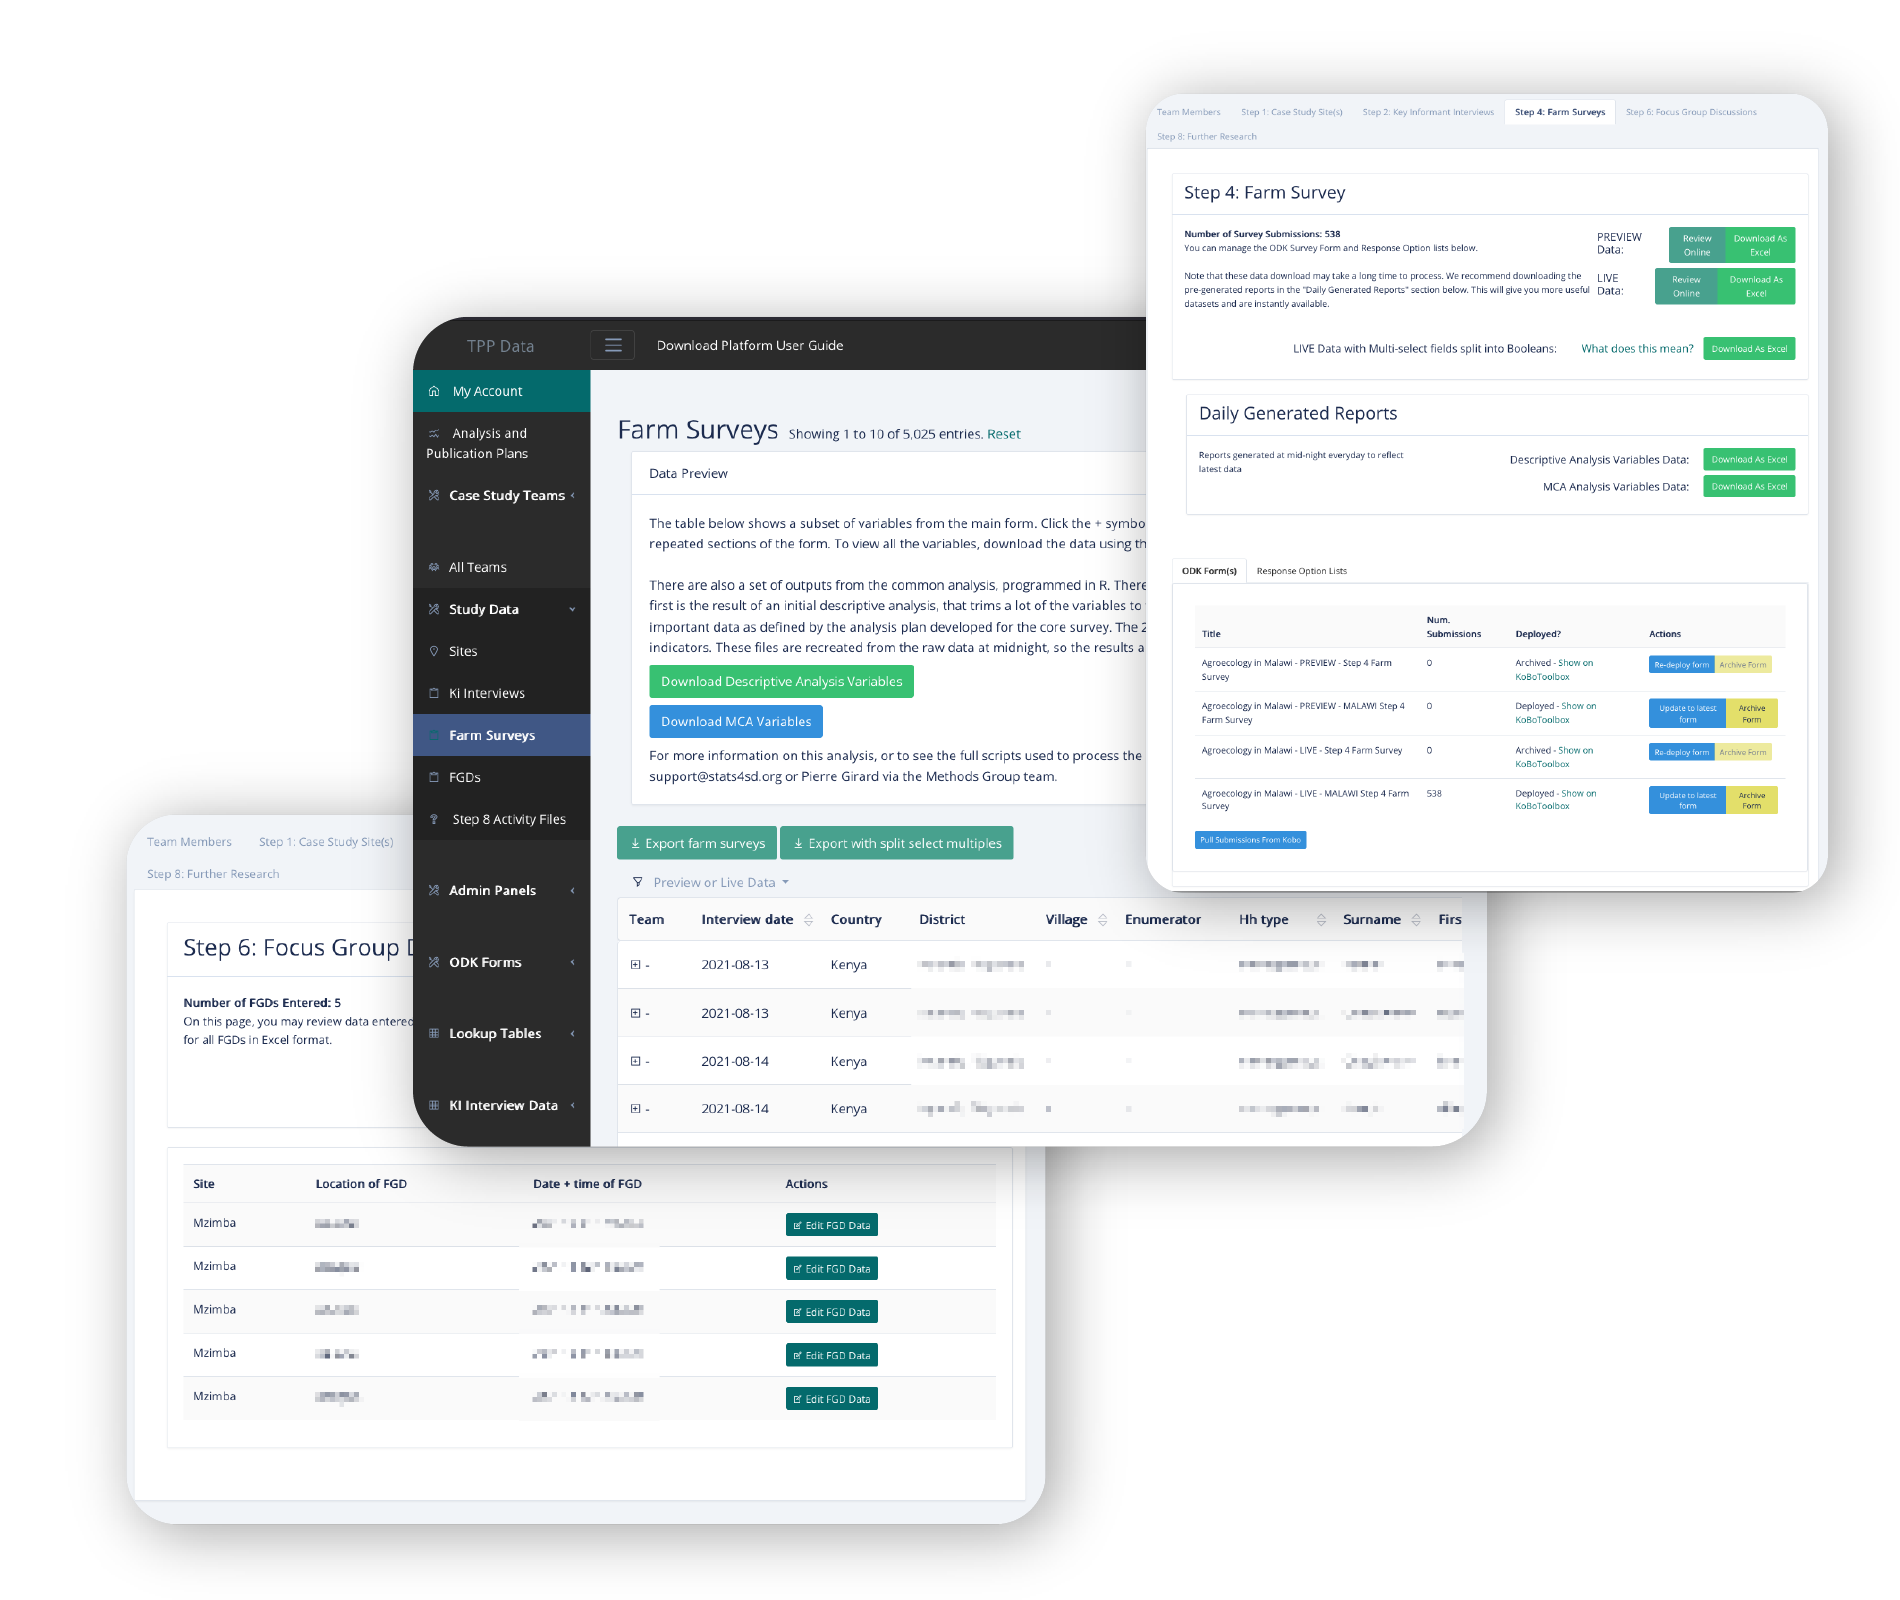 Team Members
Step 1: Case Study Site(s)
Step 2: Key Informant Interviews
Step 4: Farm Surveys
Step 6: Focus Group Discussions
Step 8: Further Research
Step 4: Farm Survey
Number of Survey Submissions: 538
You can manage the ODK Survey Form and Response Option lists below.
Note that these data download may take a long time to process. We recommend downloading the
pre-generated reports in the "Daily Generated Reports" section below. This will give you more useful
datasets and are instantly available.
PREVIEW
Data:
Review
Online
Download As
Excel
LIVE
Data:
Review
Online
Download As
Excel
LIVE Data with Multi-select fields split into Booleans:
What does this mean?
Download As Excel
Daily Generated Reports
Reports generated at mid-night everyday to reflect
latest data
Descriptive Analysis Variables Data:
Download As Excel
MCA Analysis Variables Data:
Download As Excel
ODK Form(s)
Response Option Lists
Title
Num.
Submissions
Deployed?
Actions
Agroecology in Malawi - PREVIEW - Step 4 Farm
Survey
0
Archived - Show on
KoBoToolbox
Re-deploy form
Archive Form
Agroecology in Malawi - PREVIEW - MALAWI Step 4
Farm Survey
0
Deployed - Show on
KoBoToolbox
Update to latest
form
Archive
Form
Agroecology in Malawi - LIVE - Step 4 Farm Survey
0
Archived - Show on
KoBoToolbox
Re-deploy form
Archive Form
Agroecology in Malawi - LIVE - MALAWI Step 4 Farm
Survey
538
Deployed - Show on
KoBoToolbox
Update to latest
form
Archive
Form
Pull Submissions From Kobo
TPP Data
Download Platform User Guide
My Account
Analysis and
Publication Plans
Case Study Teams
All Teams
Study Data
Sites
Ki Interviews
Farm Surveys
FGDs
Step 8 Activity Files
Admin Panels
ODK Forms
Lookup Tables
KI Interview Data
Farm Surveys
Showing 1 to 10 of 5,025 entries. Reset
Data Preview
The table below shows a subset of variables from the main form. Click the + symbo
repeated sections of the form. To view all the variables, download the data using th
There are also a set of outputs from the common analysis, programmed in R. There
first is the result of an initial descriptive analysis, that trims a lot of the variables to
important data as defined by the analysis plan developed for the core survey. The 2
indicators. These files are recreated from the raw data at midnight, so the results a
Download Descriptive Analysis Variables
Download MCA Variables
For more information on this analysis, or to see the full scripts used to process the
support@stats4sd.org or Pierre Girard via the Methods Group team.
Export farm surveys
Export with split select multiples
Preview or Live Data
Team
Interview date
Country
District
Village
Enumerator
Hh type
Surname
Firs
- 2021-08-13 Kenya
- 2021-08-13 Kenya
- 2021-08-14 Kenya
- 2021-08-14 Kenya
Team Members
Step 1: Case Study Site(s)
Step 8: Further Research
Step 6: Focus Group D
Number of FGDs Entered: 5
On this page, you may review data entered
for all FGDs in Excel format.
Site
Location of FGD
Date + time of FGD
Actions
Mzimba
Edit FGD Data
Mzimba
Edit FGD Data
Mzimba
Edit FGD Data
Mzimba
Edit FGD Data
Mzimba
Edit FGD Data